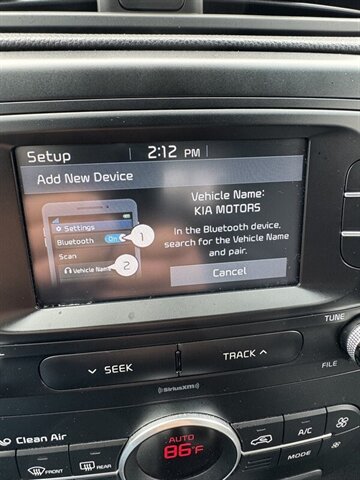 Setup
2:12 PM
Add New Device
Settings
Bluetooth On 1
Scan
Vehicle Name 2
Vehicle Name:
KIA MOTORS
In the Bluetooth device,
search for the Vehicle Name
and pair.
Cancel
TUNE
SEEK
TRACK
FILE
SiriusXM
Clean Air
AUTO
86°F
A/C
FRONT
REAR
MODE